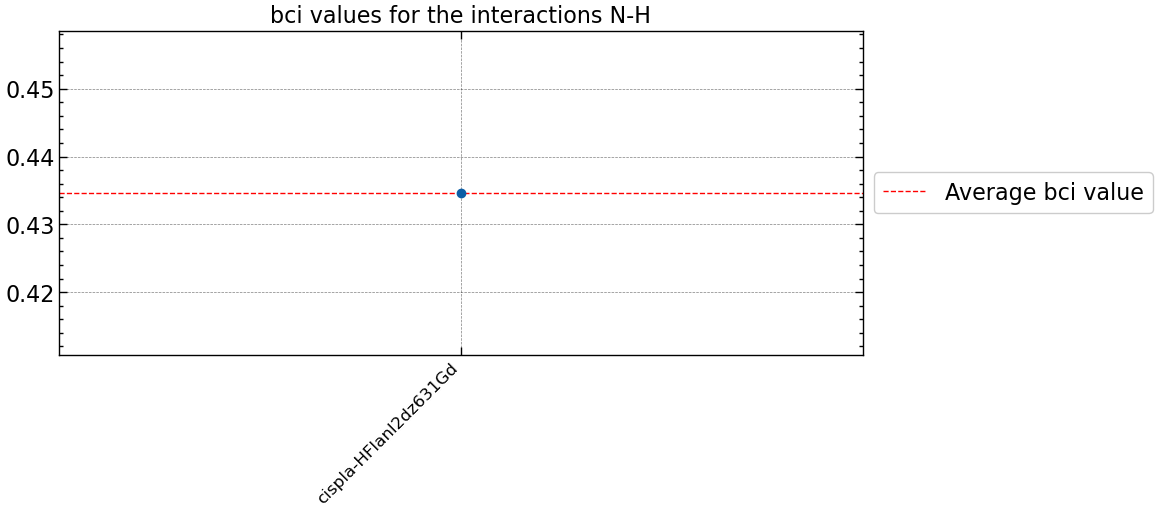 bci values for the interactions N-H
0.45
0.44
0.43
0.42
Average bci value
cispla-HFlanl2dz631Gd